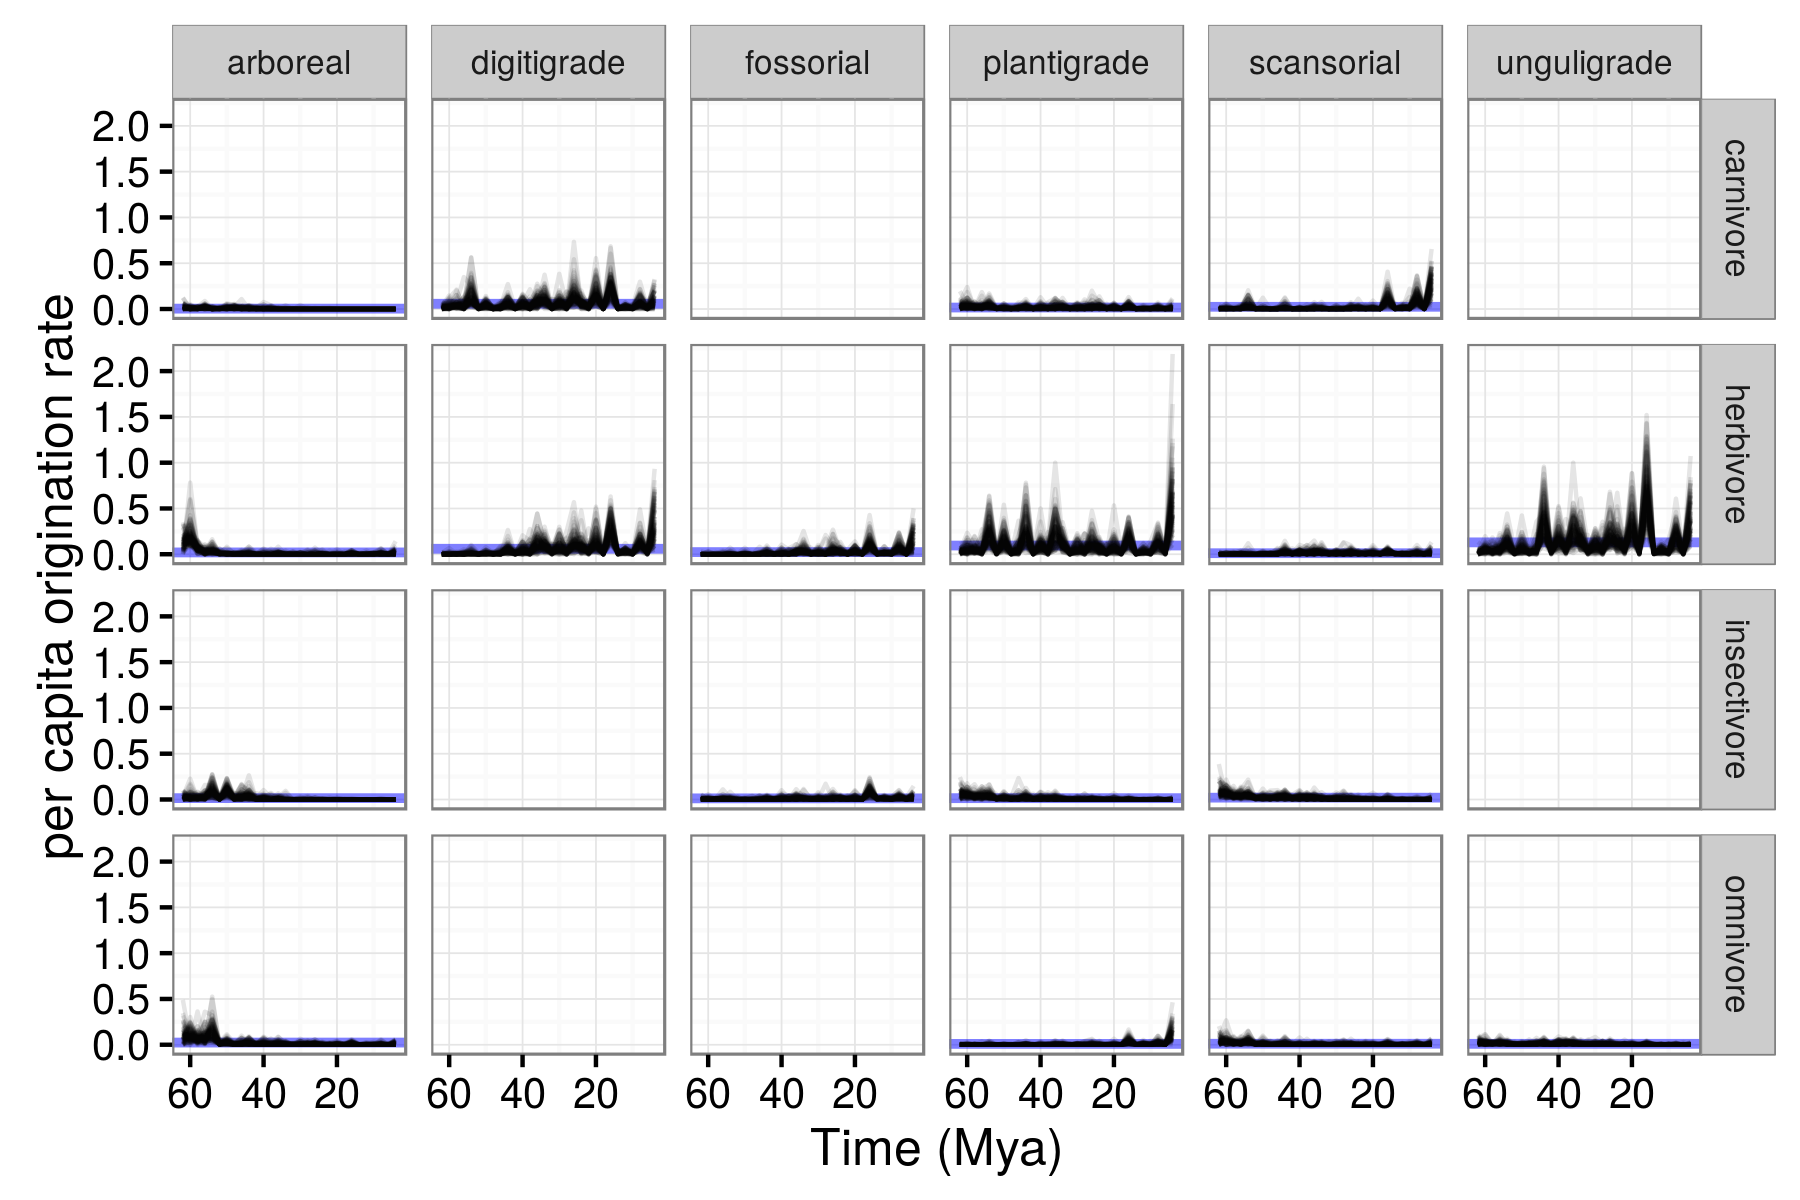 arboreal digitigrade fossorial plantigrade scansorial unguligrade
2.0
1.5
1.0
0.5
0.0
carnivore
2.0
1.5
1.0
0.5
0.0
herbivore
2.0
1.5
1.0
0.5
0.0
insectivore
2.0
1.5
1.0
0.5
0.0
omnivore
per capita origination rate
60 40 20 60 40 20 60 40 20 60 40 20 60 40 20 60 40 20
Time (Mya)